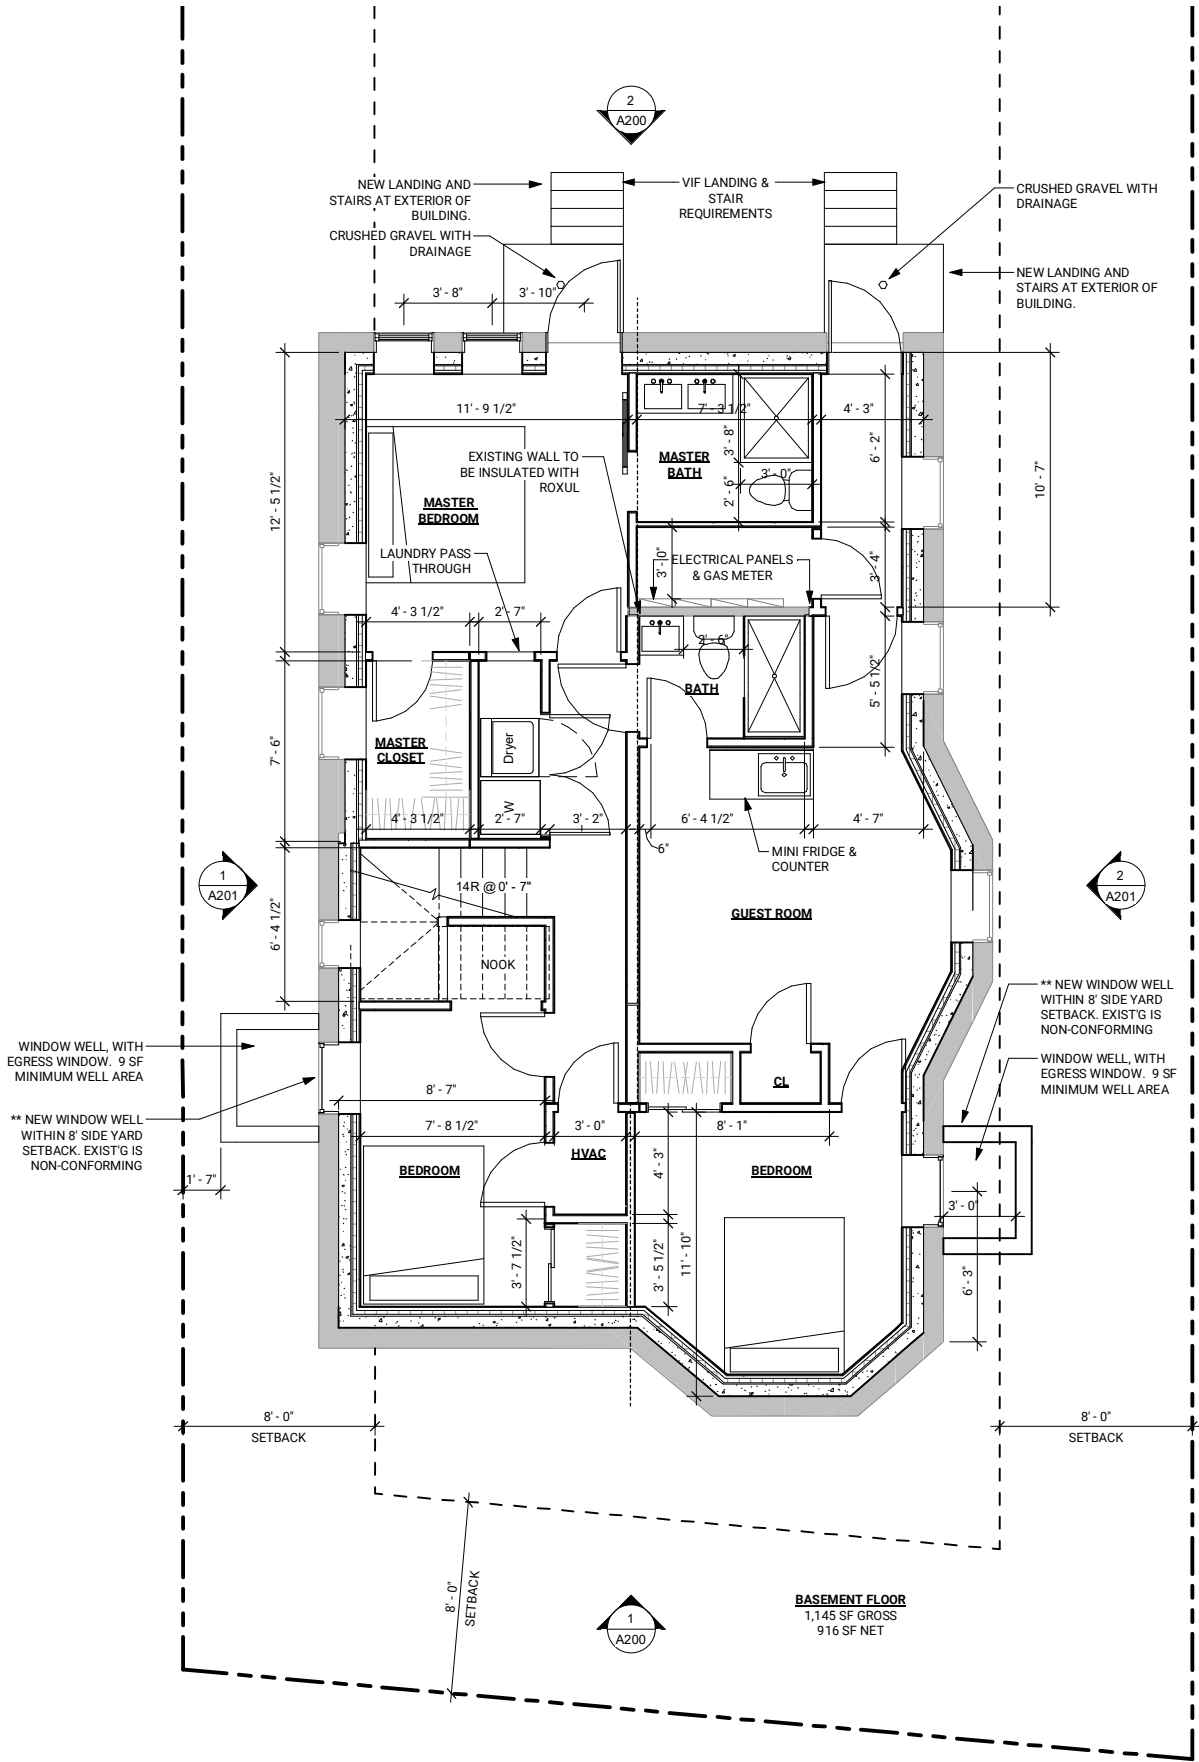 2
A200
NEW LANDING AND
STAIRS AT EXTERIOR OF
BUILDING.
VIF LANDING &
STAIR
REQUIREMENTS
CRUSHED GRAVEL WITH
DRAINAGE
CRUSHED GRAVEL WITH
DRAINAGE
NEW LANDING AND
STAIRS AT EXTERIOR OF
BUILDING.
3' - 8"
3' - 10"
11' - 9 1/2"
7' - 3 1/2"
4' - 3"
3' - 8"
6' - 2"
EXISTING WALL TO
BE INSULATED WITH
ROXUL
MASTER
BATH
3' - 0"
2' - 6"
10' - 7"
12' - 5 1/2"
MASTER
BEDROOM
LAUNDRY PASS
THROUGH
3' - 0"
ELECTRICAL PANELS
& GAS METER
3' - 4"
4' - 3 1/2"
2' - 7"
2' - 6"
5' - 5 1/2"
BATH
7' - 6"
MASTER
CLOSET
Dryer
W
4' - 3 1/2"
2' - 7"
3' - 2"
6' - 4 1/2"
4' - 7"
6"
MINI FRIDGE &
COUNTER
1
A201
2
A201
14R @ 0' - 7"
6' - 4 1/2"
GUEST ROOM
NOOK
** NEW WINDOW WELL
WITHIN 8' SIDE YARD
SETBACK. EXIST'G IS
NON-CONFORMING
WINDOW WELL, WITH
EGRESS WINDOW. 9 SF
MINIMUM WELL AREA
WINDOW WELL, WITH
EGRESS WINDOW. 9 SF
MINIMUM WELL AREA
CL
8' - 7"
** NEW WINDOW WELL
WITHIN 8' SIDE YARD
SETBACK. EXIST'G IS
NON-CONFORMING
7' - 8 1/2"
3' - 0"
8' - 1"
HVAC
4' - 3"
BEDROOM
BEDROOM
1' - 7"
3' - 0"
3' - 7 1/2"
3' - 5 1/2"
11' - 10"
6' - 3"
8' - 0"
SETBACK
8' - 0"
SETBACK
8' - 0"
SETBACK
1
A200
BASEMENT FLOOR
1,145 SF GROSS
916 SF NET